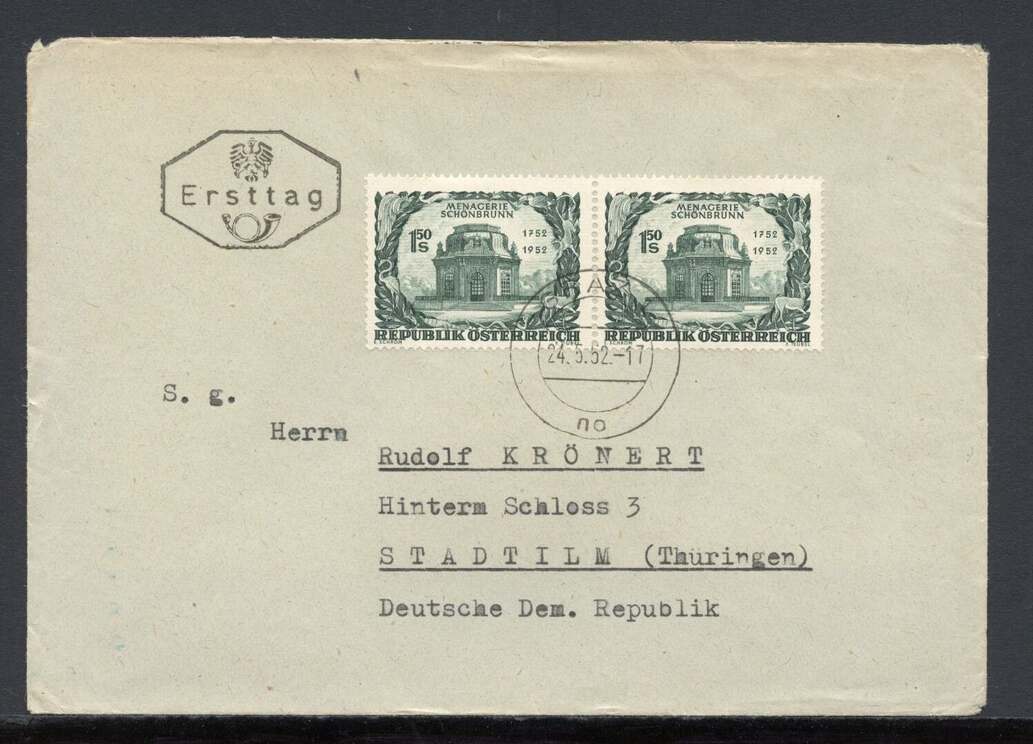 Ersttag
MENAGERIE
SCHÖNBRUNN
1 50
S
1752
1952
REPUBLIK ÖSTERREICH
MENAGERIE
SCHÖNBRUNN
1 50
S
1752
1952
REPUBLIK ÖSTERREICH
24.5.52.-17
no
S. g.
Herrn
Rudolf KRÖNERT
Hinterm Schloss 3
STADTILM (Thüringen)
Deutsche Dem. Republik